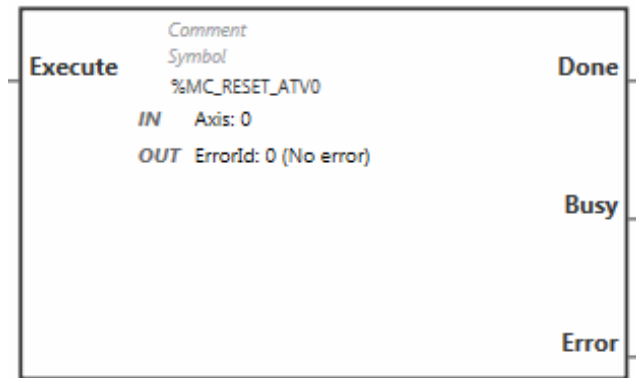 Comment
Execute
Symbol
Done
%MC_RESET_ATV0
IN Axis: 0
OUT ErrorId: 0 (No error)
Busy
Error